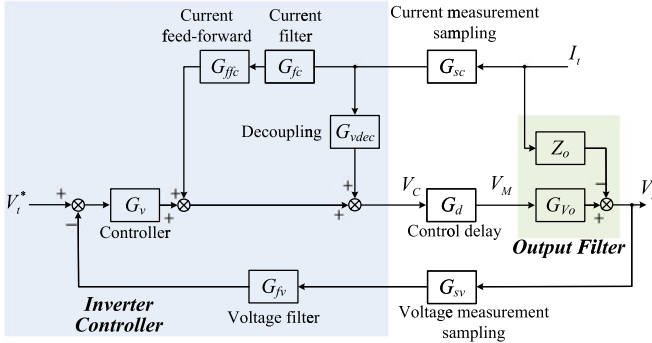 Current feed-forward
Current filter
Current measurement sampling
G_ffc
G_fc
G_sc
I_t
Decoupling
G_vdec
Z_o
V_t^*
+
−
G_v
Controller
+
+
+
+
V_C
G_d
Control delay
V_M
G_Vo
−
+
V
Output Filter
Inverter Controller
G_fv
Voltage filter
G_sv
Voltage measurement sampling